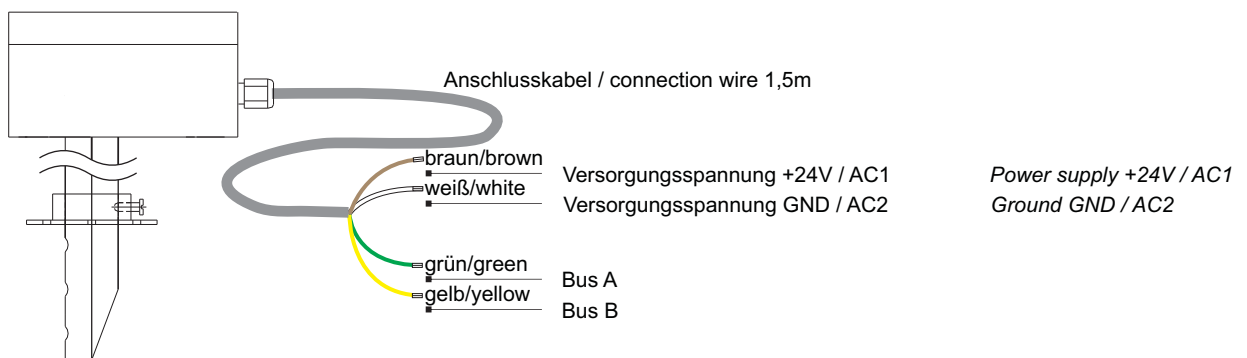 Anschlusskabel / connection wire 1,5m
braun/brown
Versorgungsspannung +24V / AC1 Power supply +24V / AC1
weiß/white
Versorgungsspannung GND / AC2 Ground GND / AC2
grün/green
Bus A
gelb/yellow
Bus B